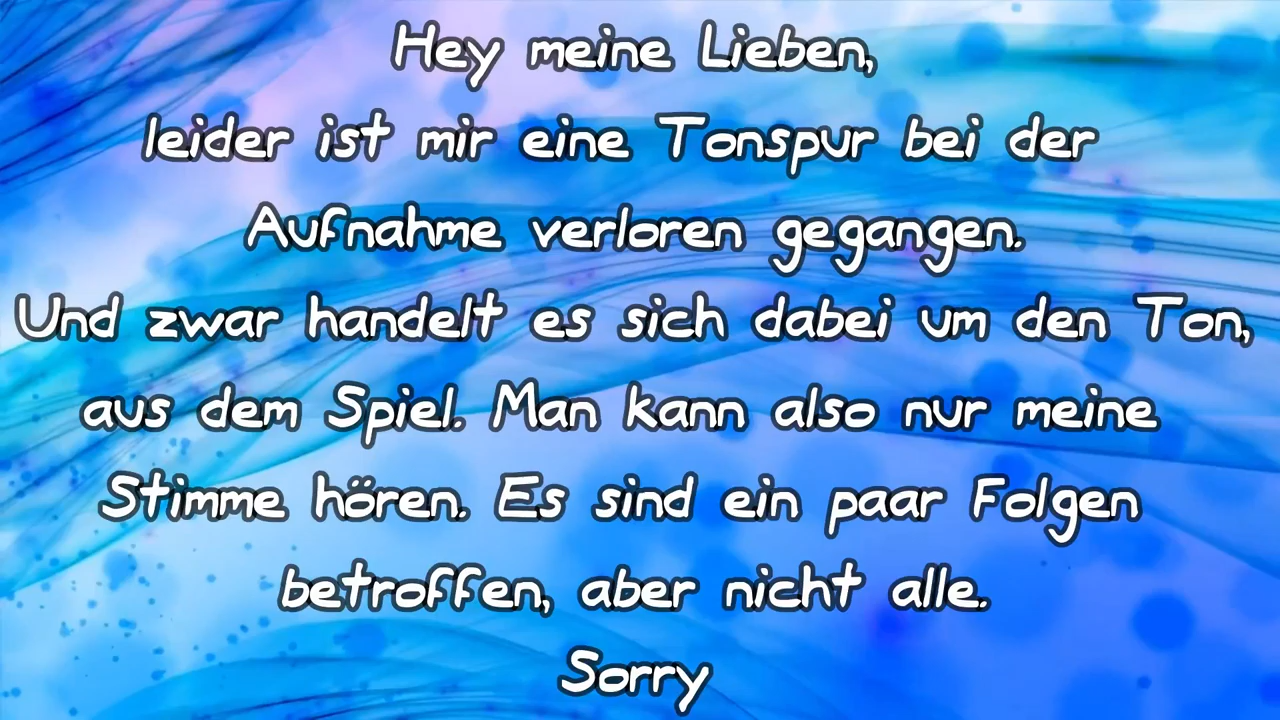 Hey meine Lieben,
leider ist mir eine Tonspur bei der
Aufnahme verloren gegangen.
Und zwar handelt es sich dabei um den Ton,
aus dem Spiel. Man kann also nur meine
Stimme hören. Es sind ein paar Folgen
betroffen, aber nicht alle.
Sorry